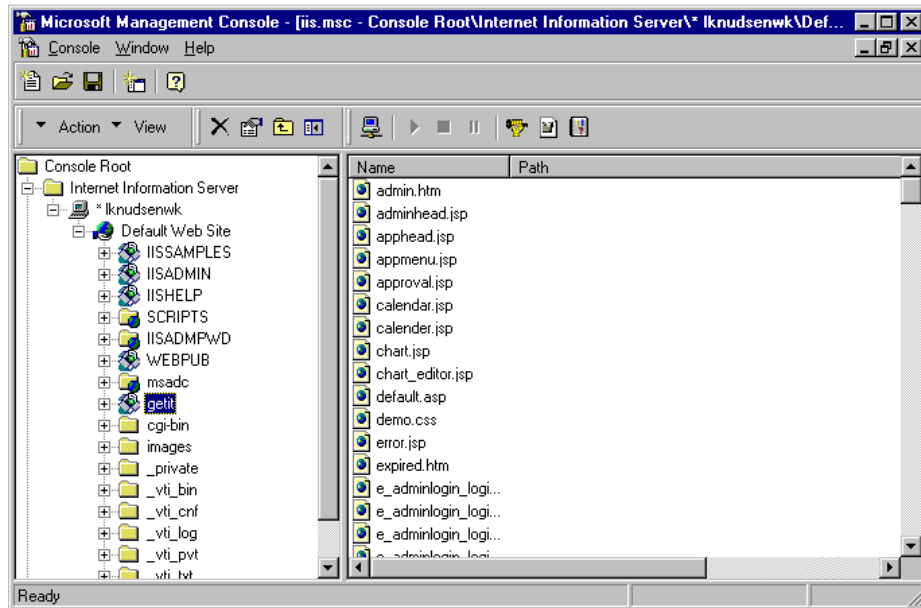 Microsoft Management Console - [iis.msc - Console Root\Internet Information Server\* lknudsenwk\Def...
Console Window Help
Action View
Console Root
Internet Information Server
* lknudsenwk
Default Web Site
IISSAMPLES
IISADMIN
IISHELP
SCRIPTS
IISADMPWD
WEBPUB
msadc
getit
cgi-bin
images
_private
_vti_bin
_vti_cnf
_vti_log
_vti_pvt
_vti_txt
Name Path
admin.htm
adminhead.jsp
apphead.jsp
appmenu.jsp
approval.jsp
calendar.jsp
calender.jsp
chart.jsp
chart_editor.jsp
default.asp
demo.css
error.jsp
expired.htm
e_adminlogin_logi...
e_adminlogin_logi...
e_adminlogin_logi...
e_adminlogin_logi...
Ready